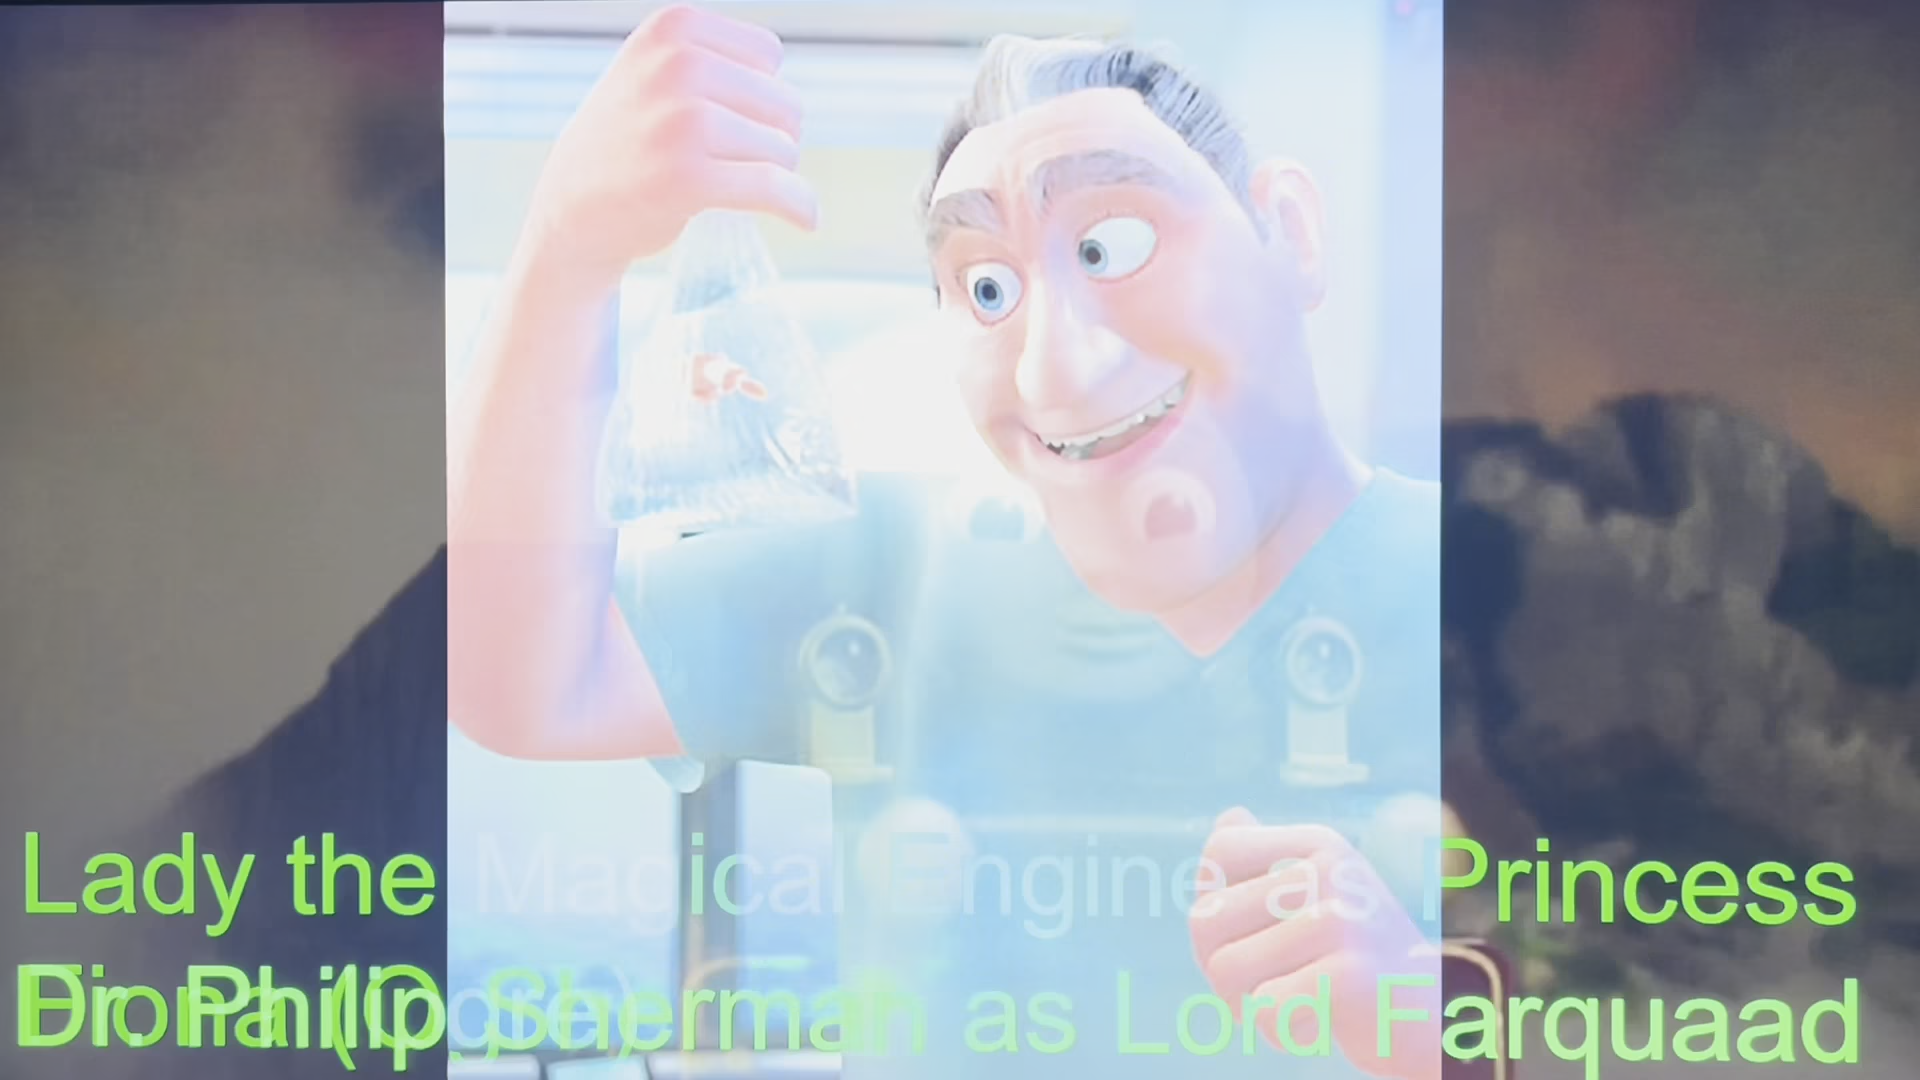 Lady the Magical Engine as Princess
Fiona (Ogre)
Dr. Philip Sherman as Lord Farquaad